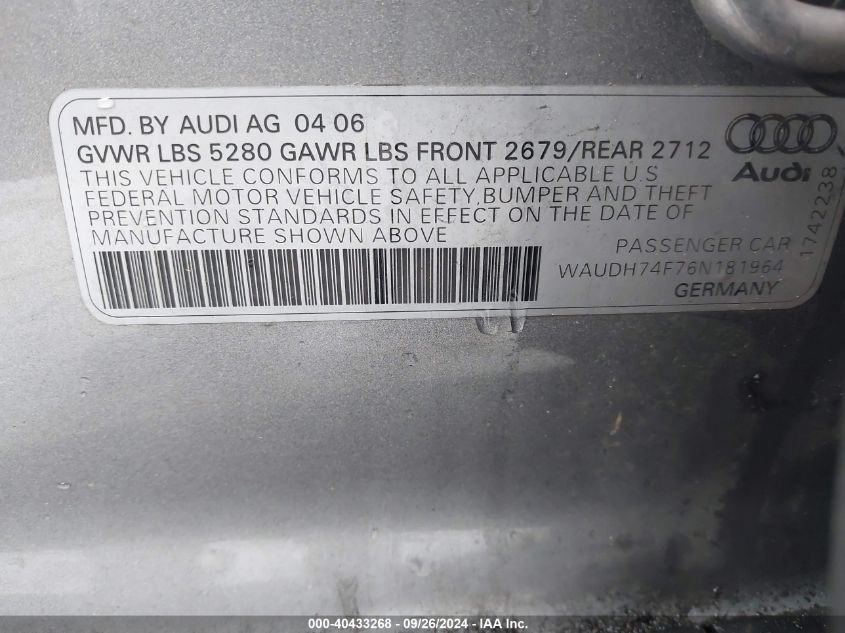 MFD. BY AUDI AG 04 06
GVWR LBS 5280 GAWR LBS FRONT 2679/REAR 2712
THIS VEHICLE CONFORMS TO ALL APPLICABLE U.S
FEDERAL MOTOR VEHICLE SAFETY, BUMPER AND THEFT
PREVENTION STANDARDS IN EFFECT ON THE DATE OF
MANUFACTURE SHOWN ABOVE
Audi
1742238
PASSENGER CAR
WAUDH74F76N181964
GERMANY
000-40433268 - 09/26/2024 - IAA Inc.